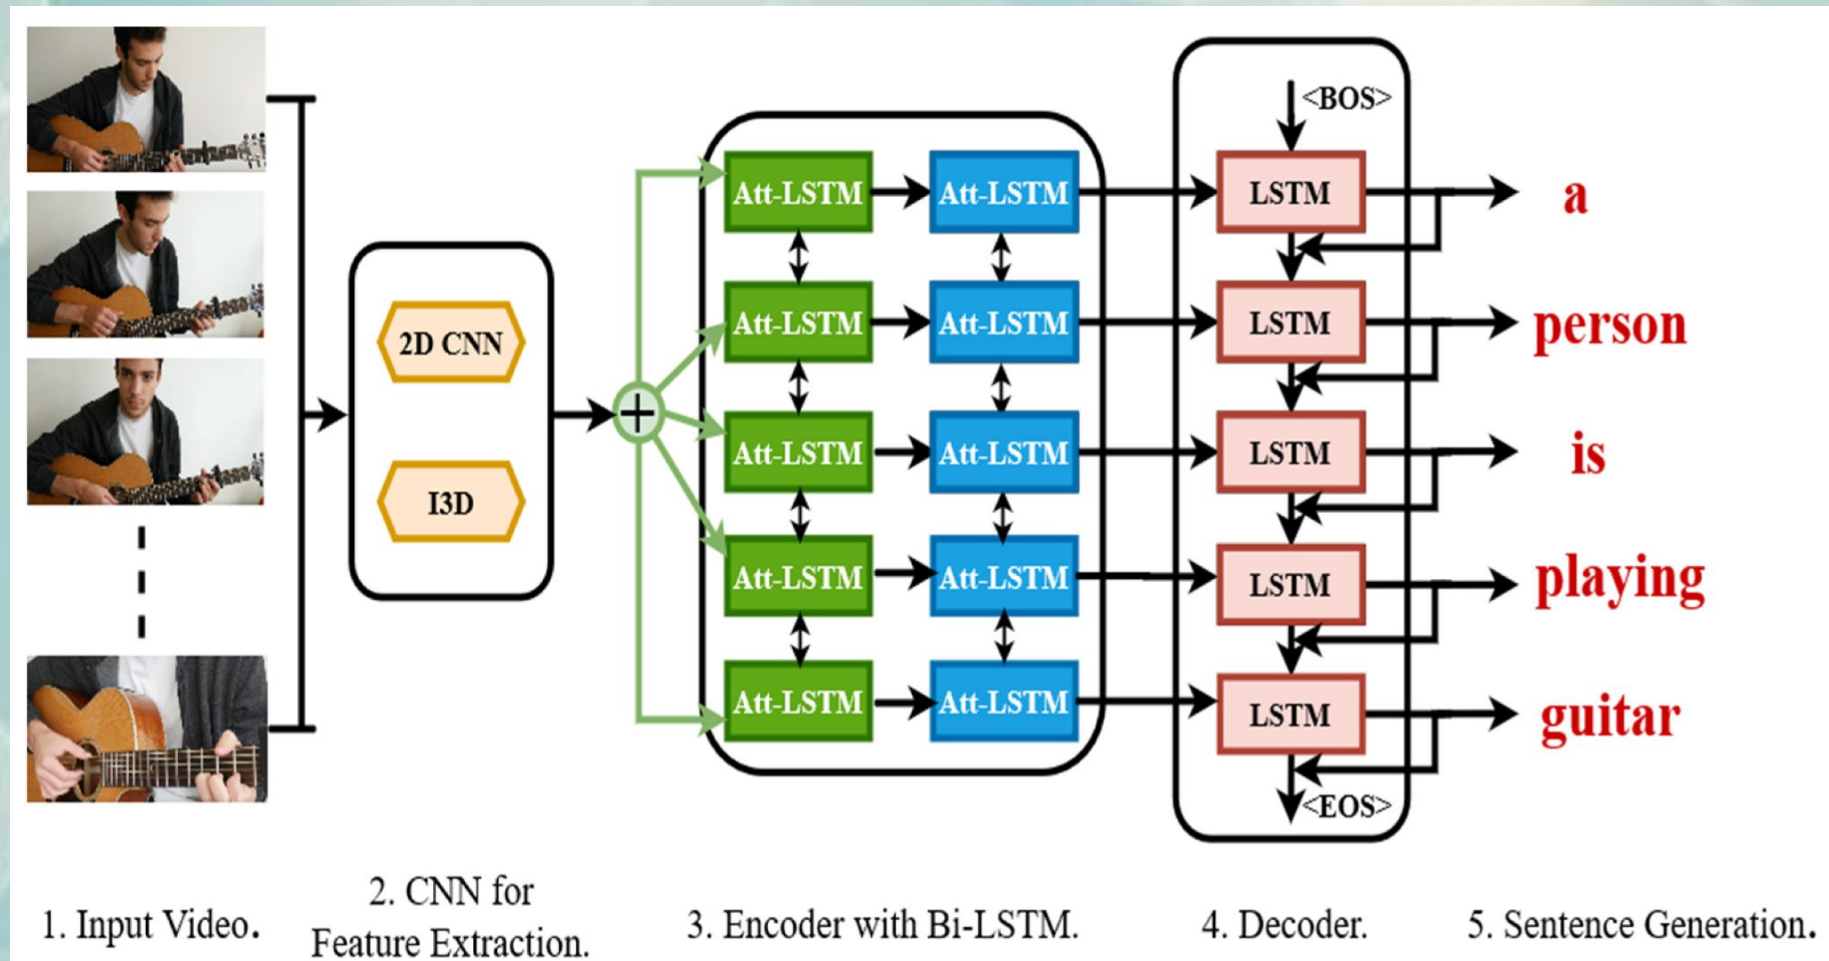 <BOS>
Att-LSTM Att-LSTM LSTM a
Att-LSTM Att-LSTM LSTM person
2D CNN
+
Att-LSTM Att-LSTM LSTM is
I3D
Att-LSTM Att-LSTM LSTM playing
Att-LSTM Att-LSTM LSTM guitar
<EOS>
1. Input Video.
2. CNN for
Feature Extraction.
3. Encoder with Bi-LSTM.
4. Decoder.
5. Sentence Generation.